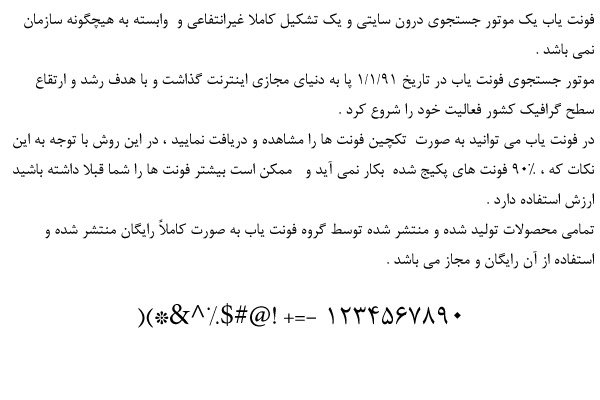 فونت یاب یک موتور جستجوی درون سایتی و یک تشکیل کاملا غیرانتفاعی و  وابسته به هیچگونه سازمان
نمی باشد .
موتور جستجوی فونت یاب در تاریخ ۱/۱/۹۱ پا به دنیای مجازی اینترنت گذاشت و با هدف رشد و ارتقاع
سطح گرافیک کشور فعالیت خود را شروع کرد .
در فونت یاب می توانید به صورت  تکچین فونت ها را مشاهده و دریافت نمایید ، در این روش با توجه به این
نکات که ، ۹۰٪ فونت های پکیج شده  بکار نمی آید و   ممکن است بیشتر فونت ها را شما قبلا داشته باشید
ارزش استفاده دارد .
تمامی محصولات تولید شده و منتشر شده توسط گروه فونت یاب به صورت کاملاً رایگان منتشر شده و
استفاده از آن رایگان و مجاز می باشد .
۱۲۳۴۵۶۷۸۹۰ -=+ !@#$٪^&*)(